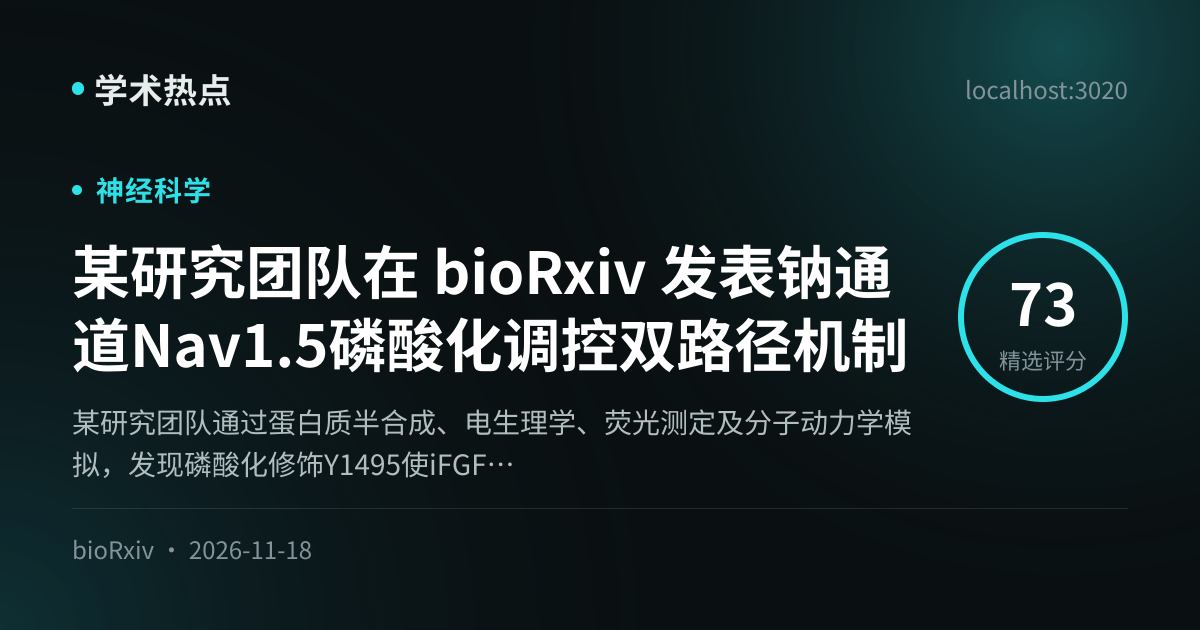 学术热点
localhost:3020
神经科学
某研究团队在 bioRxiv 发表钠通
道Nav1.5磷酸化调控双路径机制
73
精选评分
某研究团队通过蛋白质半合成、电生理学、荧光测定及分子动力学模
拟，发现磷酸化修饰Y1495使iFGF…
bioRxiv • 2026-11-18